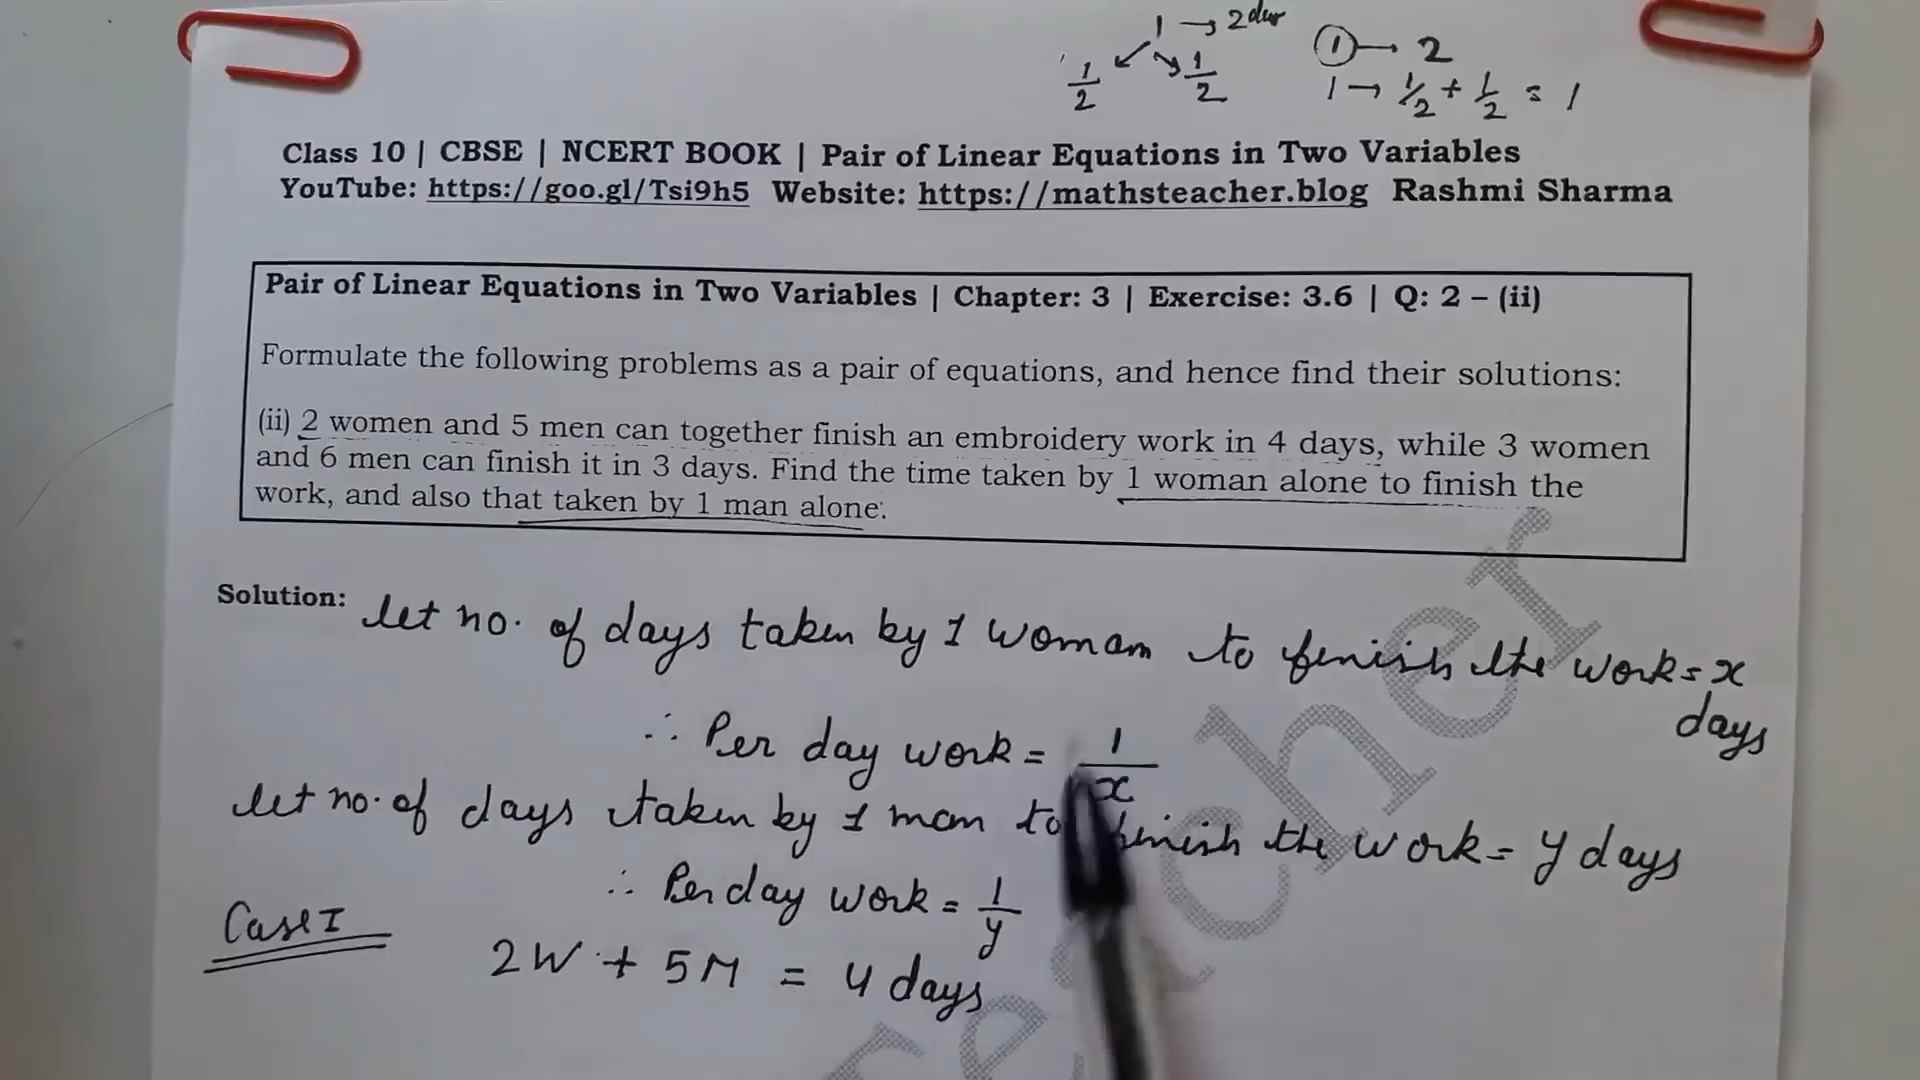 1 → 2 day
1/2 1/2
1 → 2
1 → 1/2 + 1/2 = 1
Class 10 | CBSE | NCERT BOOK | Pair of Linear Equations in Two Variables
YouTube: https://goo.gl/Tsi9h5 Website: https://mathsteacher.blog Rashmi Sharma
Pair of Linear Equations in Two Variables | Chapter: 3 | Exercise: 3.6 | Q: 2 – (ii)
Formulate the following problems as a pair of equations, and hence find their solutions:
(ii) 2 women and 5 men can together finish an embroidery work in 4 days, while 3 women
and 6 men can finish it in 3 days. Find the time taken by 1 woman alone to finish the
work, and also that taken by 1 man alone.
Solution: let no. of days taken by 1 woman to finish the work = x
days
∴ Per day work = 1/x
let no. of days taken by 1 man to finish the work = y days
∴ Per day work = 1/y
Case I
2W + 5M = 4 days